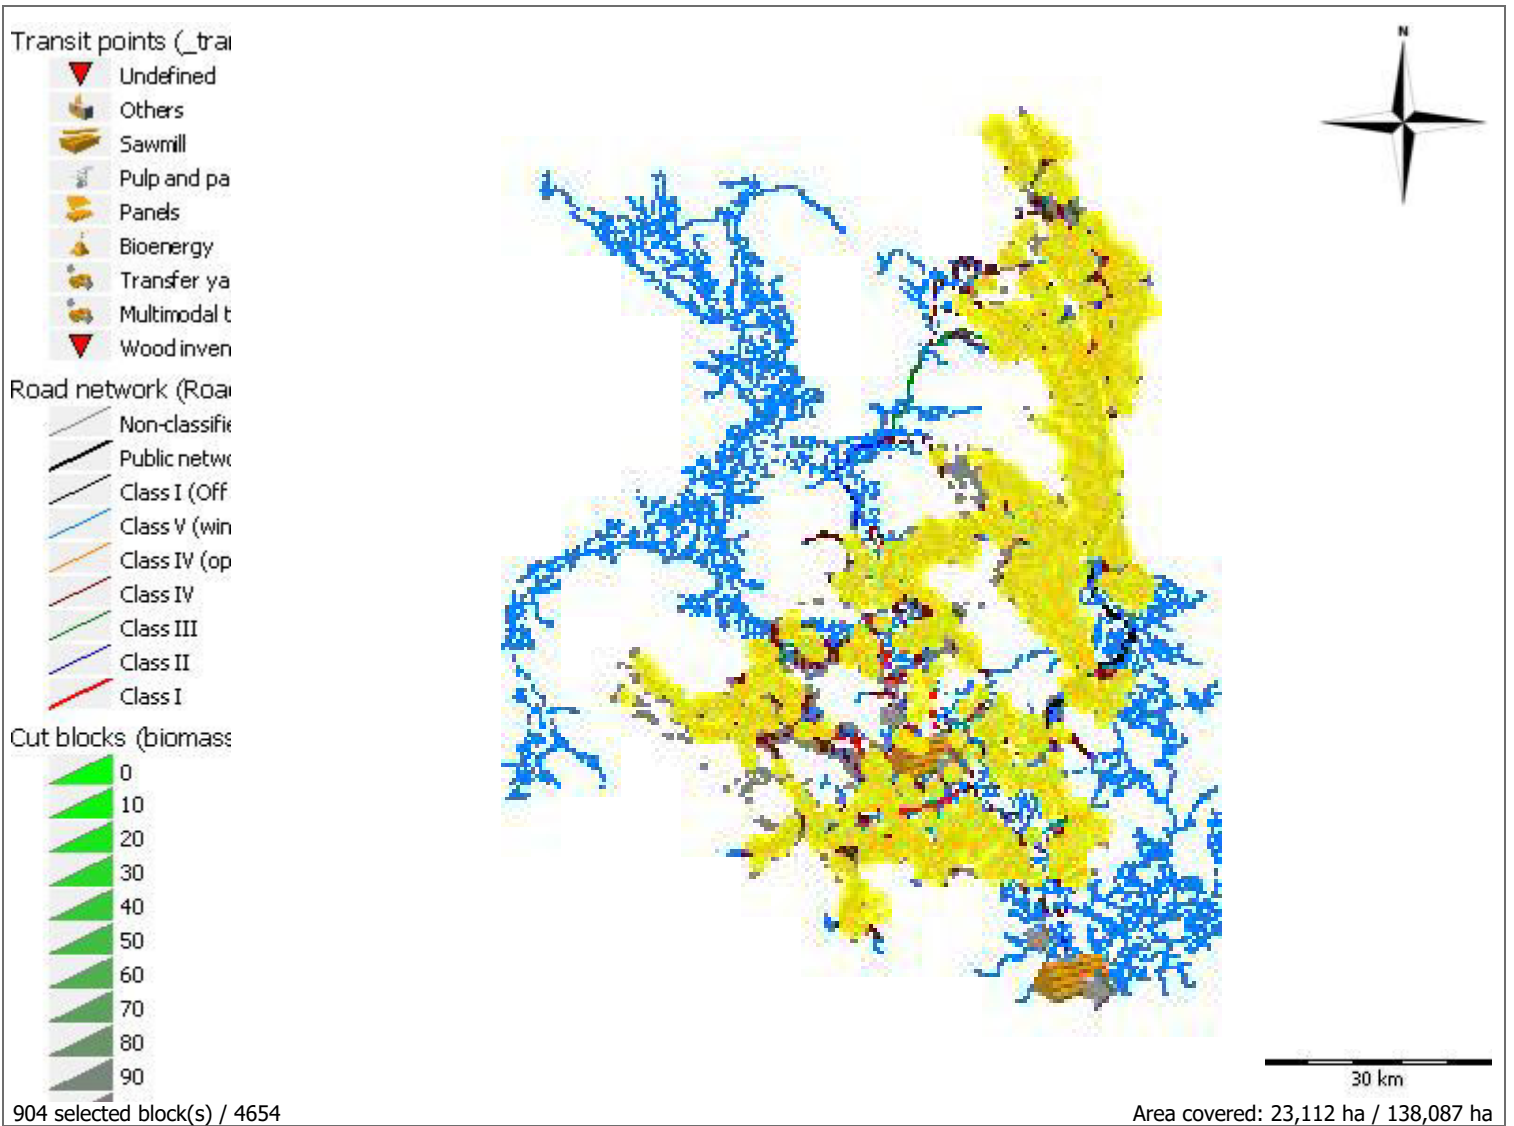 Transit points (_trai
Undefined
Others
Sawmill
Pulp and pa
Panels
Bioenergy
Transfer ya
Multimodal t
Wood inven
Road network (Road
Non-classifie
Public netwo
Class I (Off
Class V (win
Class IV (op
Class IV
Class III
Class II
Class I
Cut blocks (biomass
0
10
20
30
40
50
60
70
80
90
904 selected block(s) / 4654
N
30 km
Area covered: 23,112 ha / 138,087 ha